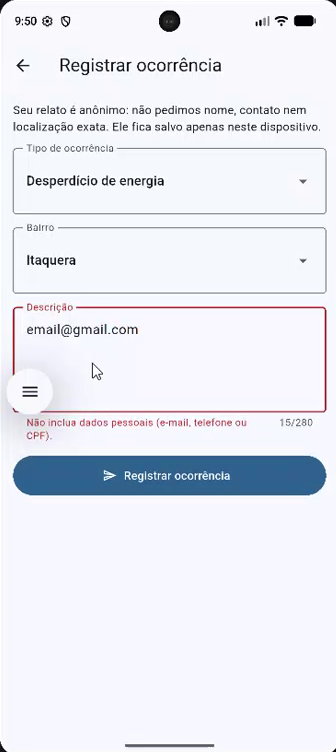 9:50
Registrar ocorrência
Seu relato é anônimo: não pedimos nome, contato nem
localização exata. Ele fica salvo apenas neste dispositivo.
Tipo de ocorrência
Desperdício de energia
Bairro
Itaquera
Descrição
email@gmail.com
Não inclua dados pessoais (e-mail, telefone ou 15/280
CPF).
Registrar ocorrência